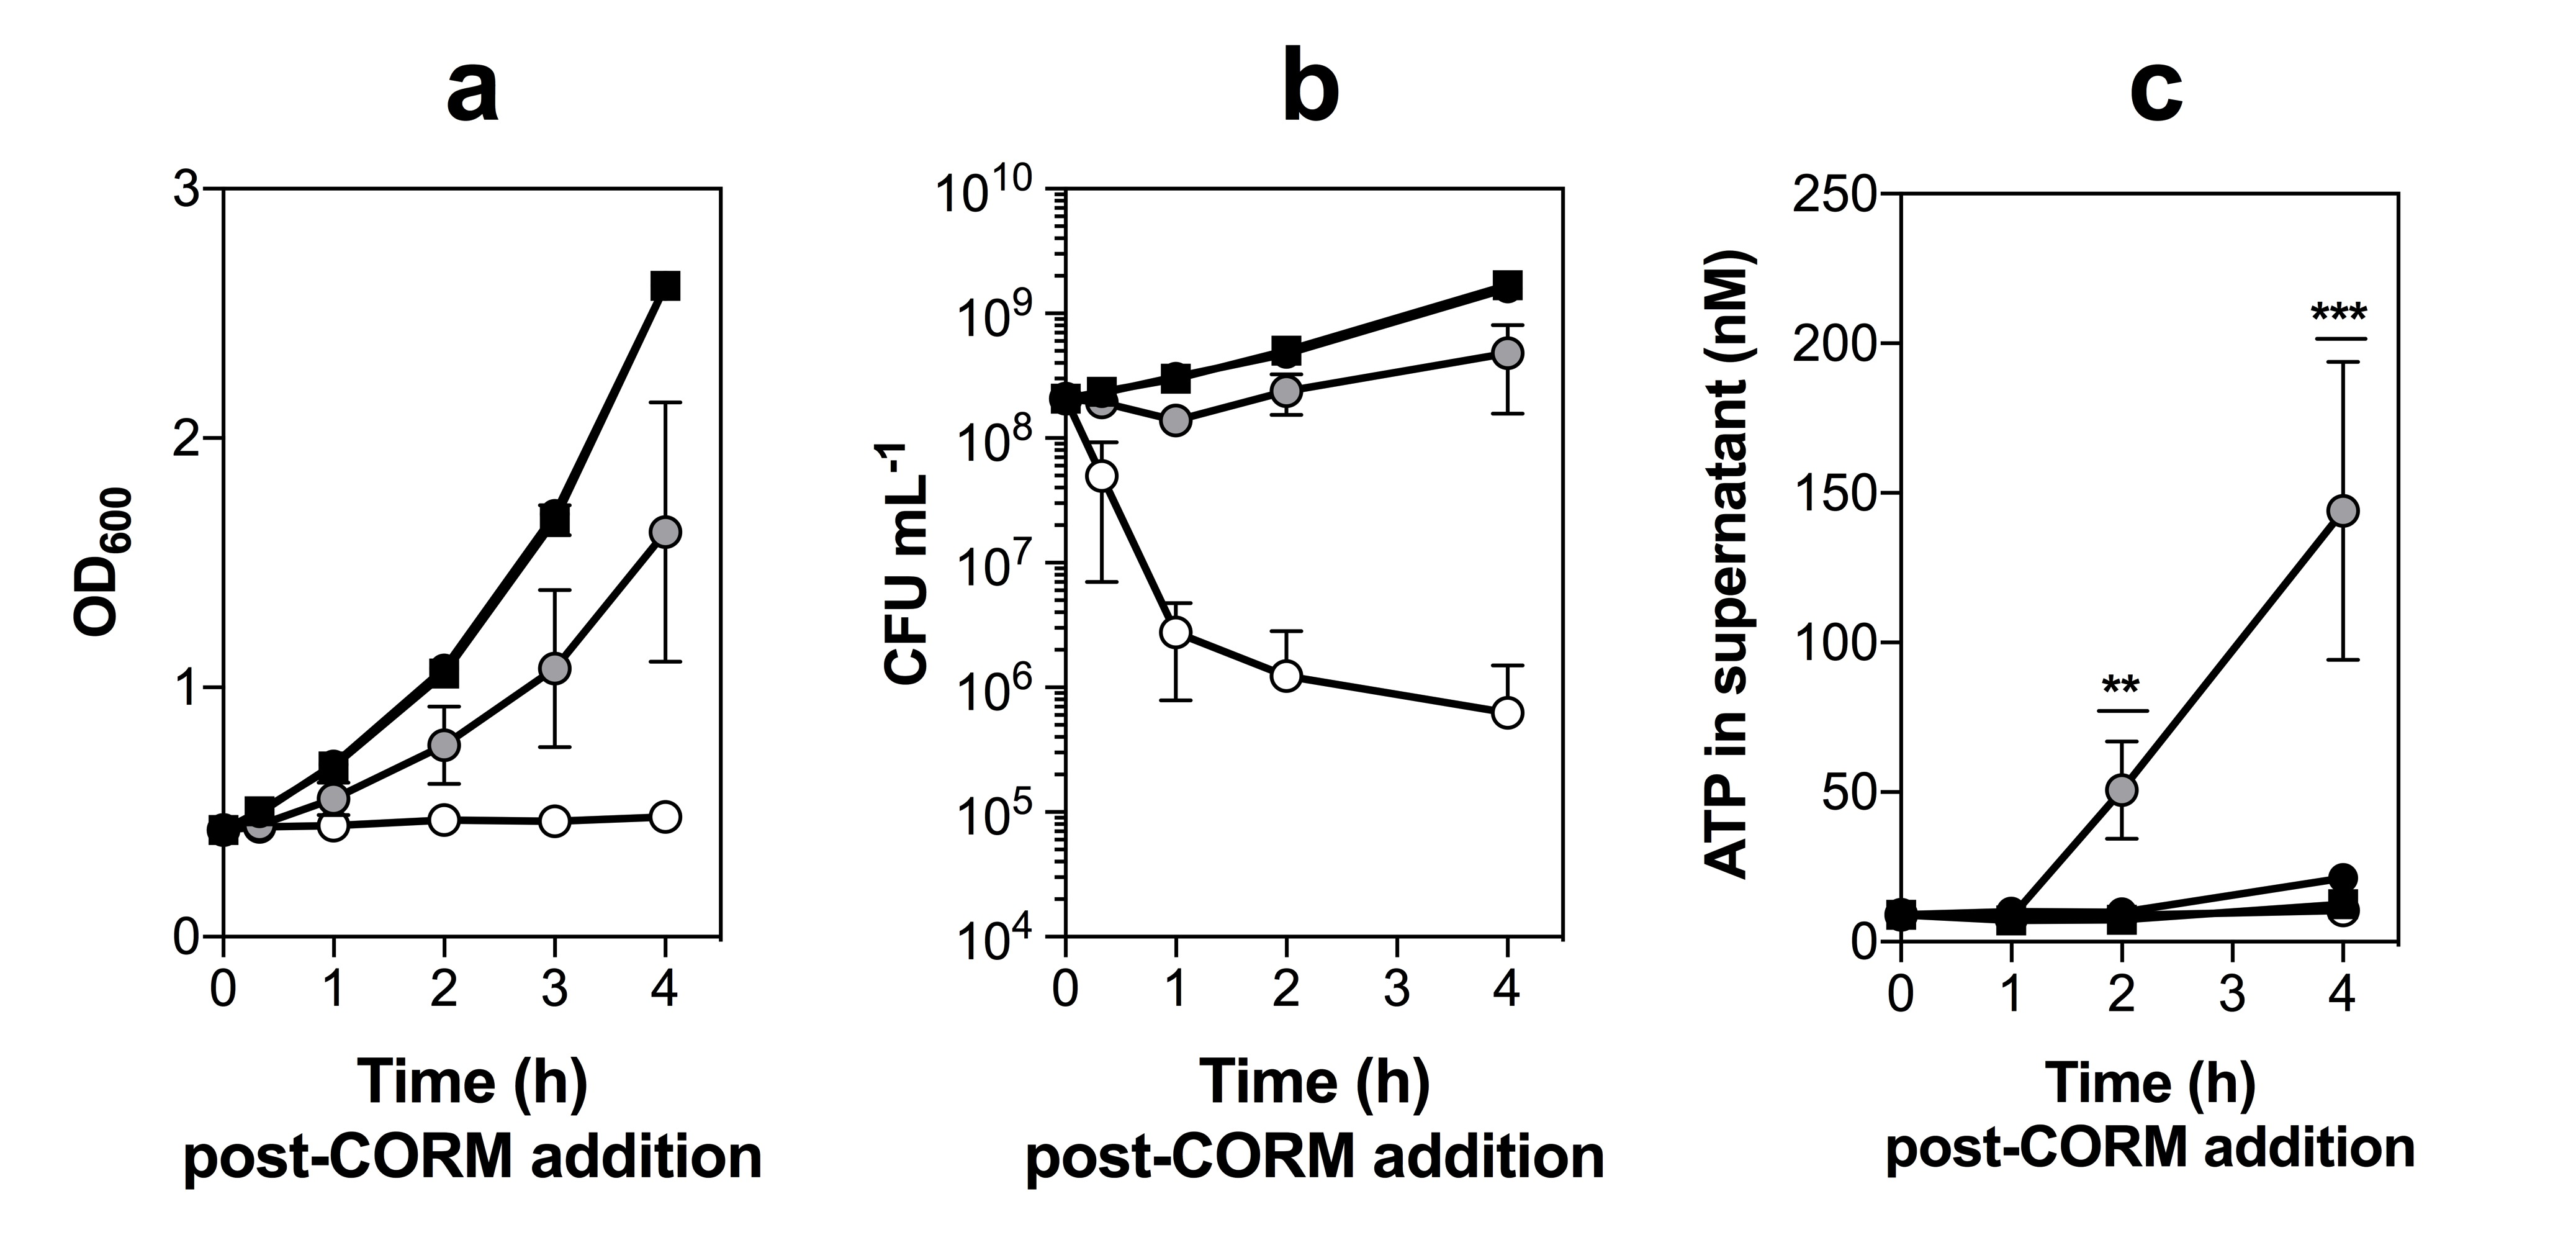 a
b
c
3
2
1
0
OD600
0 1 2 3 4
Time (h)
post-CORM addition
10^10
10^9
10^8
10^7
10^6
10^5
10^4
CFU mL^-1
0 1 2 3 4
Time (h)
post-CORM addition
250
200
150
100
50
0
ATP in supernatant (nM)
**
***
0 1 2 3 4
Time (h)
post-CORM addition